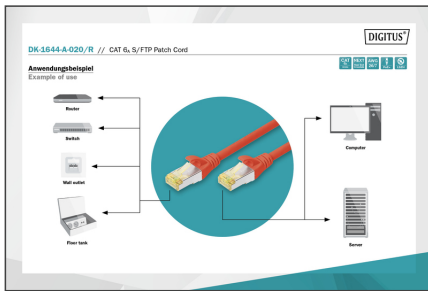 DIGITUS®
DK-1644-A-020/R // CAT 6A S/FTP Patch Cord
Anwendungsbeispiel
Example of use
Router
Switch
Wall outlet
Floor tank
Computer
Server